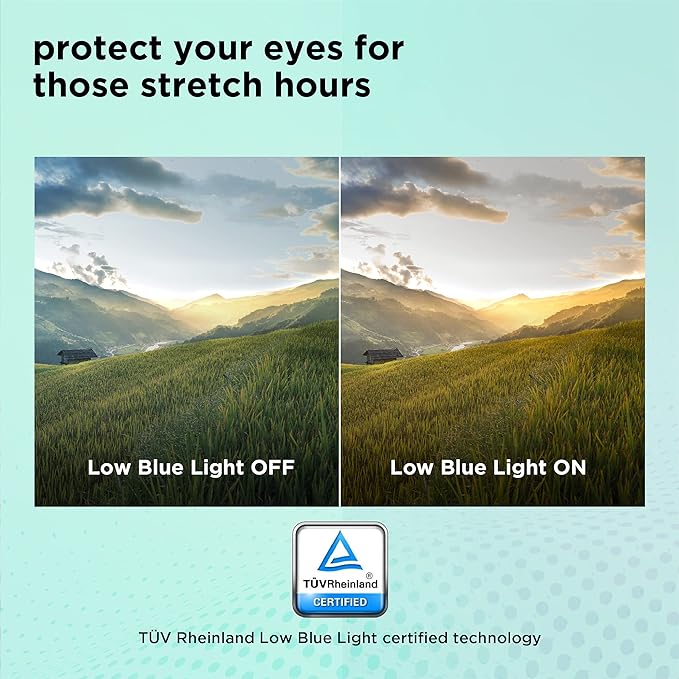 protect your eyes for
those stretch hours
Low Blue Light OFF
Low Blue Light ON
TÜVRheinland®
CERTIFIED
TÜV Rheinland Low Blue Light certified technology